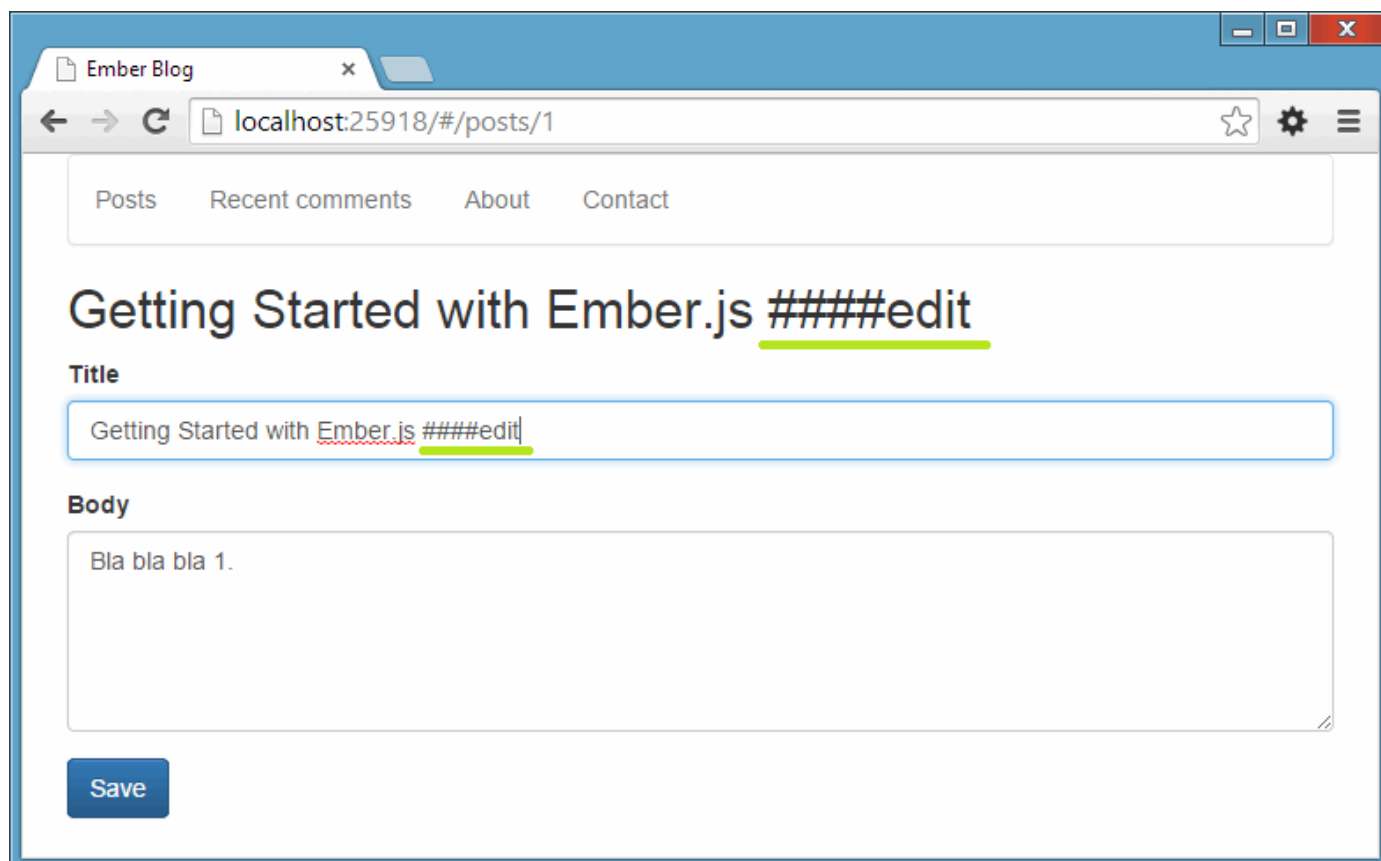 Ember Blog
localhost:25918/#/posts/1
Posts Recent comments About Contact
Getting Started with Ember.js ####edit
Title
Getting Started with Ember.js ####edit
Body
Bla bla bla 1.
Save